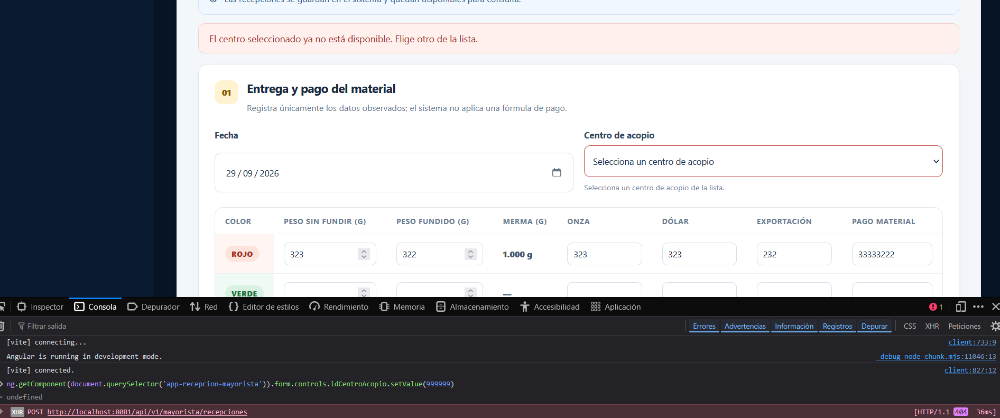 Las recepciones se guardan en el sistema y quedan disponibles para consulta.
El centro seleccionado ya no está disponible. Elige otro de la lista.
01
Entrega y pago del material
Registra únicamente los datos observados; el sistema no aplica una fórmula de pago.
Fecha
Centro de acopio
29 / 09 / 2026
Selecciona un centro de acopio
Selecciona un centro de acopio de la lista.
COLOR PESO SIN FUNDIR (G) PESO FUNDIDO (G) MERMA (G) ONZA DÓLAR EXPORTACIÓN PAGO MATERIAL
ROJO 323 322 1.000 g 323 323 232 33333222
VERDE —
Inspector Consola Depurador Red Editor de estilos Rendimiento Memoria Almacenamiento Accesibilidad Aplicación 1
Filtrar salida Errores Advertencias Información Registros Depurar CSS XHR Peticiones
[vite] connecting... client:733:9
Angular is running in development mode. _debug_node-chunk.mjs:11046:13
[vite] connected. client:827:12
ng.getComponent(document.querySelector('app-recepcion-mayorista')).form.controls.idCentroAcopio.setValue(999999)
undefined
XHR POST http://localhost:8081/api/v1/mayorista/recepciones [HTTP/1.1 404 36ms]